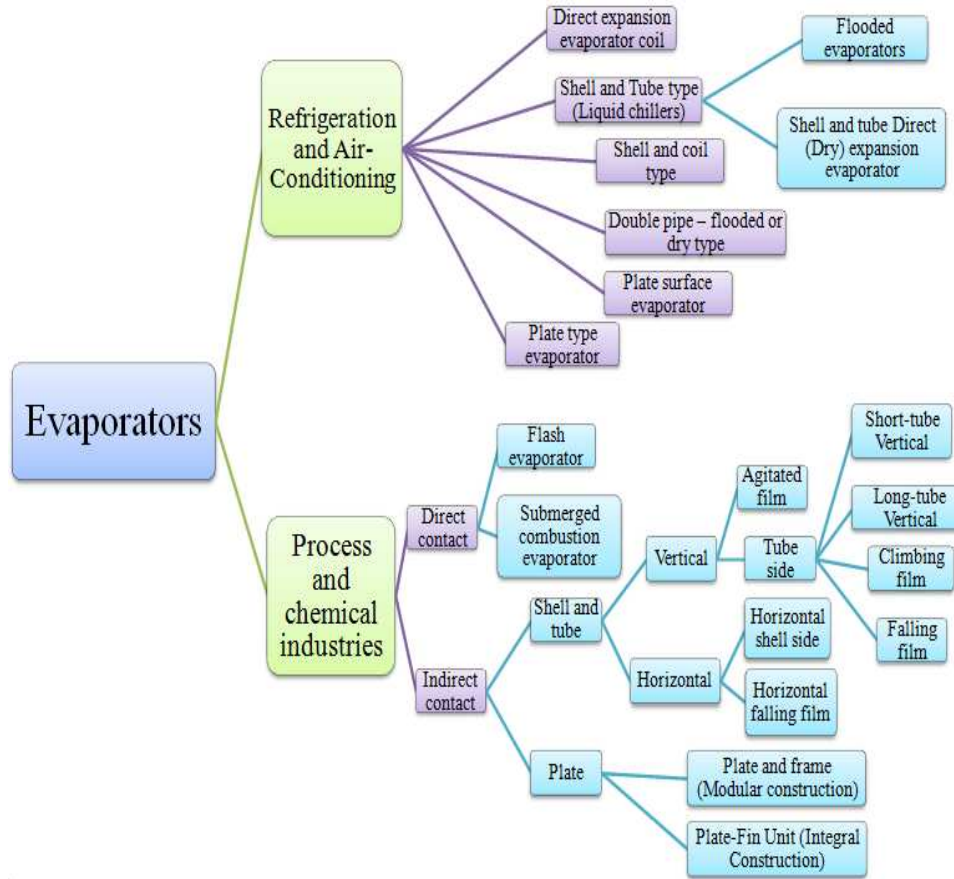 Evaporators
Refrigeration
and Air-
Conditioning
Direct expansion
evaporator coil
Shell and Tube type
(Liquid chillers)
Flooded
evaporators
Shell and tube Direct
(Dry) expansion
evaporator
Shell and coil
type
Double pipe – flooded or
dry type
Plate surface
evaporator
Plate type
evaporator
Process
and
chemical
industries
Direct
contact
Flash
evaporator
Submerged
combustion
evaporator
Indirect
contact
Shell and
tube
Vertical
Agitated
film
Tube
side
Short-tube
Vertical
Long-tube
Vertical
Climbing
film
Falling
film
Horizontal
Horizontal
shell side
Horizontal
falling film
Plate
Plate and frame
(Modular construction)
Plate-Fin Unit (Integral
Construction)